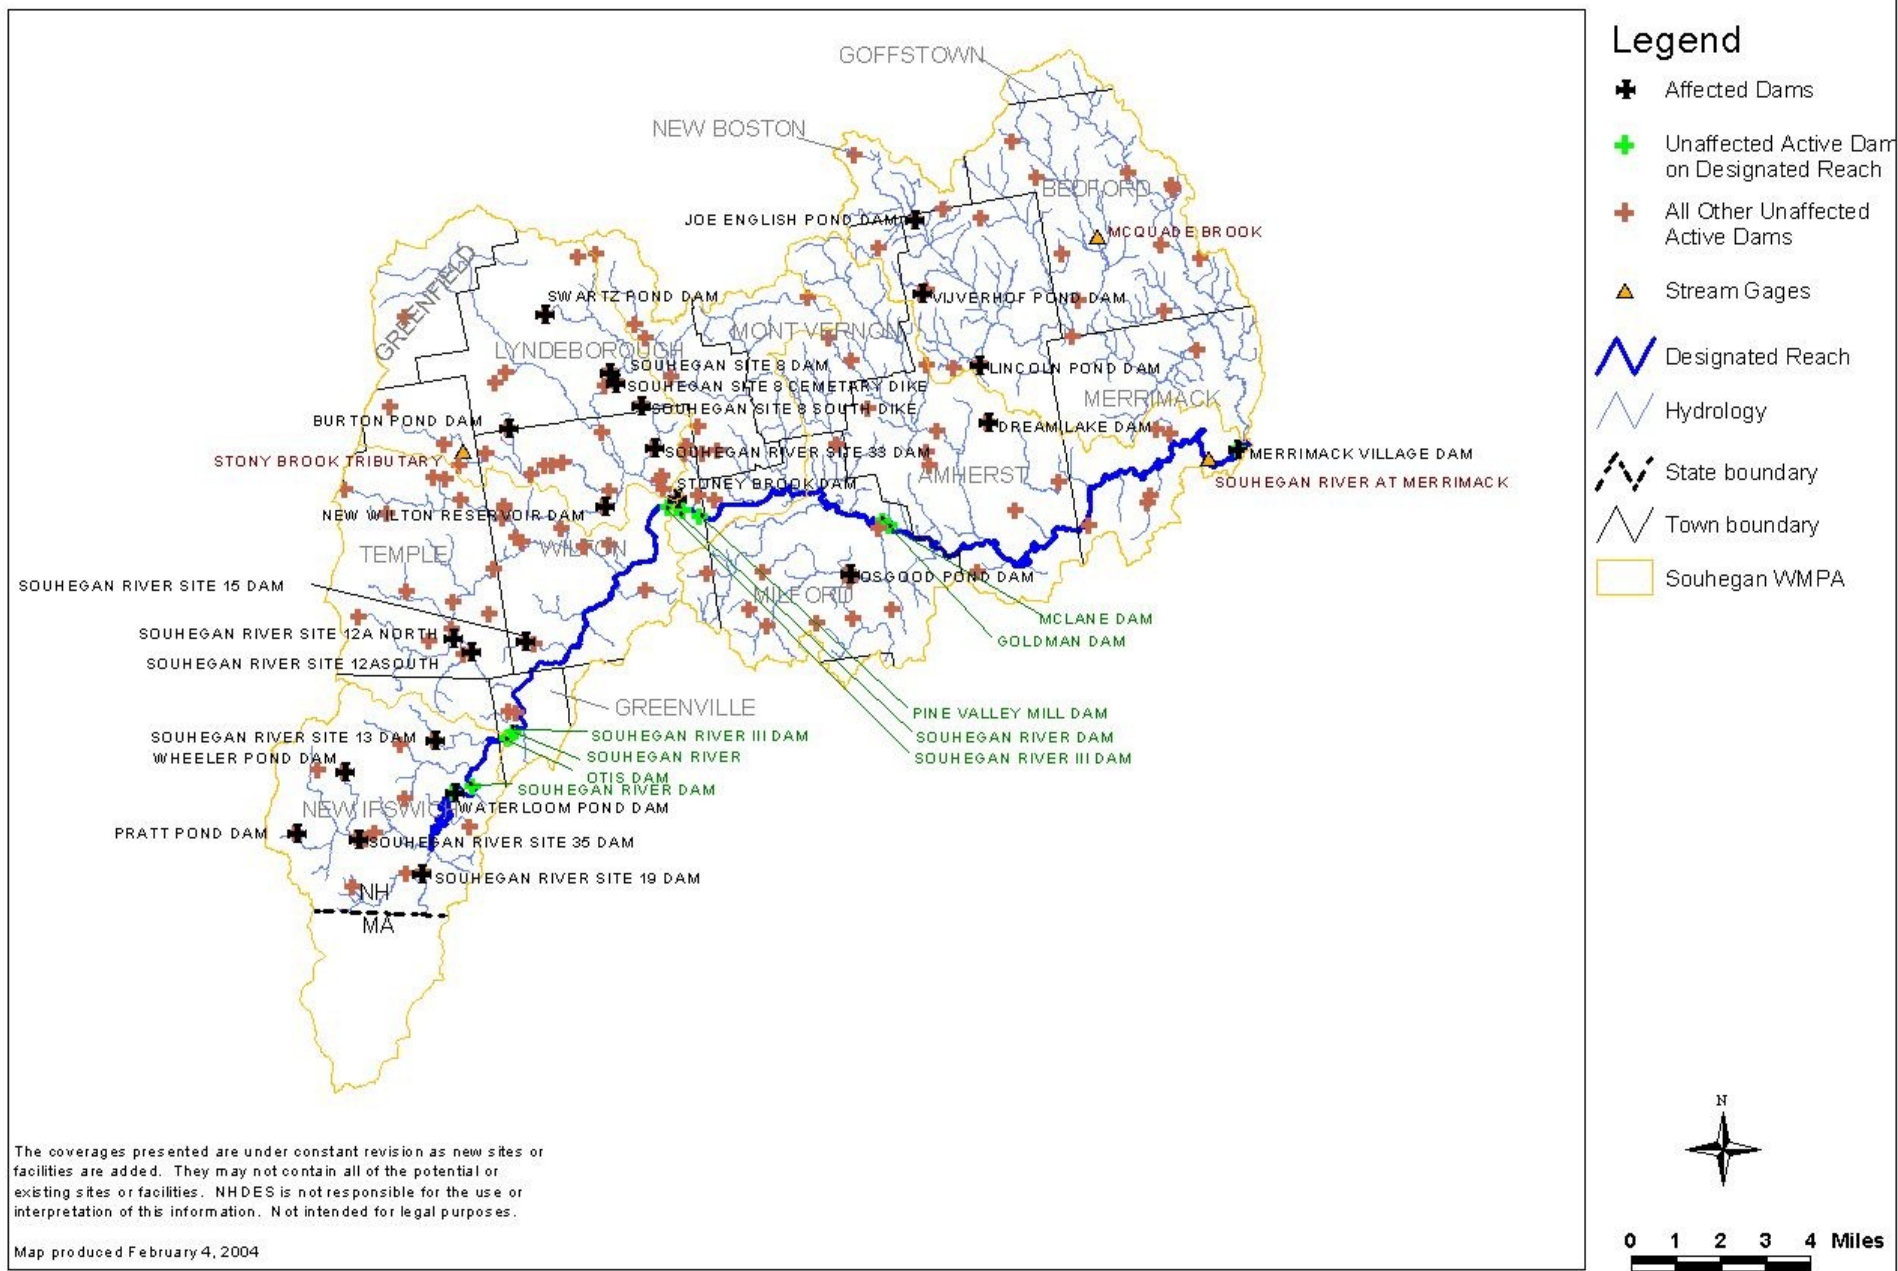 Legend
Affected Dams
Unaffected Active Dam
on Designated Reach
All Other Unaffected
Active Dams
Stream Gages
Designated Reach
Hydrology
State boundary
Town boundary
Souhegan WMPA
GOFFSTOWN
NEW BOSTON
BEDFORD
JOE ENGLISH POND DAM
MCQUADE BROOK
GREENFIELD
SWARTZ POND DAM
VIJVERHOF POND DAM
MONT VERNON
LYNDEBOROUGH
SOUHEGAN SITE 8 DAM
LINCOLN POND DAM
SOUHEGAN SITE 8 CEMETARY DIKE
MERRIMACK
SOUHEGAN SITE 8 SOUTH DIKE
BURTON POND DAM
DREAMLAKE DAM
STONY BROOK TRIBUTARY
SOUHEGAN RIVER SITE 33 DAM
MERRIMACK VILLAGE DAM
AMHERST
SOUHEGAN RIVER AT MERRIMACK
STONEY BROOK DAM
NEW WILTON RESERVOIR DAM
TEMPLE
WILTON
OSGOOD POND DAM
SOUHEGAN RIVER SITE 15 DAM
MILFORD
MCLANE DAM
SOUHEGAN RIVER SITE 12A NORTH
GOLDMAN DAM
SOUHEGAN RIVER SITE 12ASOUTH
GREENVILLE
PINE VALLEY MILL DAM
SOUHEGAN RIVER SITE 13 DAM
SOUHEGAN RIVER III DAM
SOUHEGAN RIVER DAM
WHEELER POND DAM
SOUHEGAN RIVER
SOUHEGAN RIVER III DAM
OTIS DAM
SOUHEGAN RIVER DAM
NEW IPSWICH
WATERLOOM POND DAM
PRATT POND DAM
SOUHEGAN RIVER SITE 35 DAM
SOUHEGAN RIVER SITE 19 DAM
NH
MA
The coverages presented are under constant revision as new sites or
facilities are added. They may not contain all of the potential or
existing sites or facilities. NHDES is not responsible for the use or
interpretation of this information. Not intended for legal purposes.
Map produced February 4, 2004
N
0 1 2 3 4 Miles